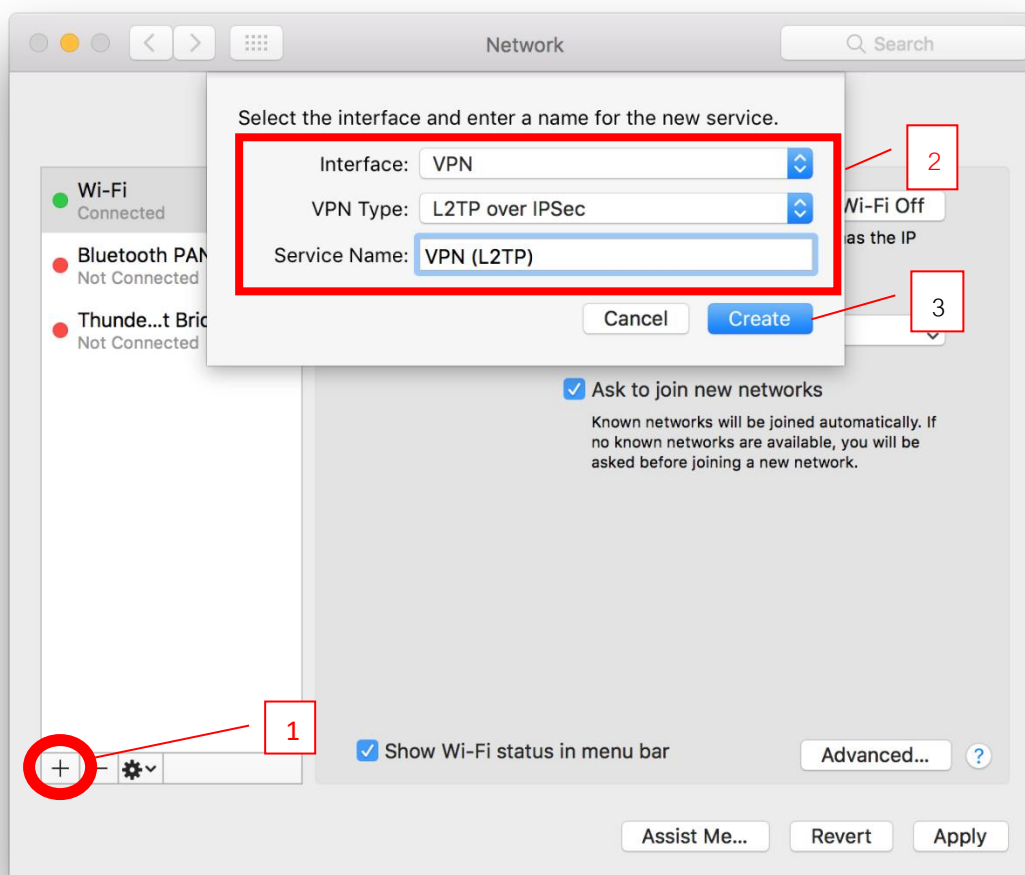 Network
Search
Select the interface and enter a name for the new service.
Interface: VPN
VPN Type: L2TP over IPSec
Service Name: VPN (L2TP)
Cancel
Create
2
3
Wi-Fi
Connected
Bluetooth PAN
Not Connected
Thunde...t Bric
Not Connected
Wi-Fi Off
has the IP
Ask to join new networks
Known networks will be joined automatically. If
no known networks are available, you will be
asked before joining a new network.
1
Show Wi-Fi status in menu bar
Advanced...
?
Assist Me...
Revert
Apply